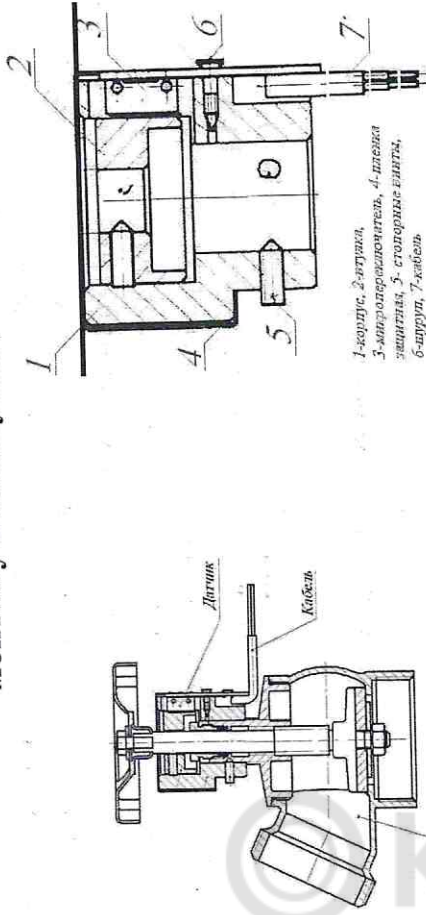 1
2
3
4
5
6
7
Датчик
Кабель
1-корпус, 2-втулка,
3-микропереключатель, 4-пленка
защитная, 5- стопорные винты,
6-шуруп, 7-кабель